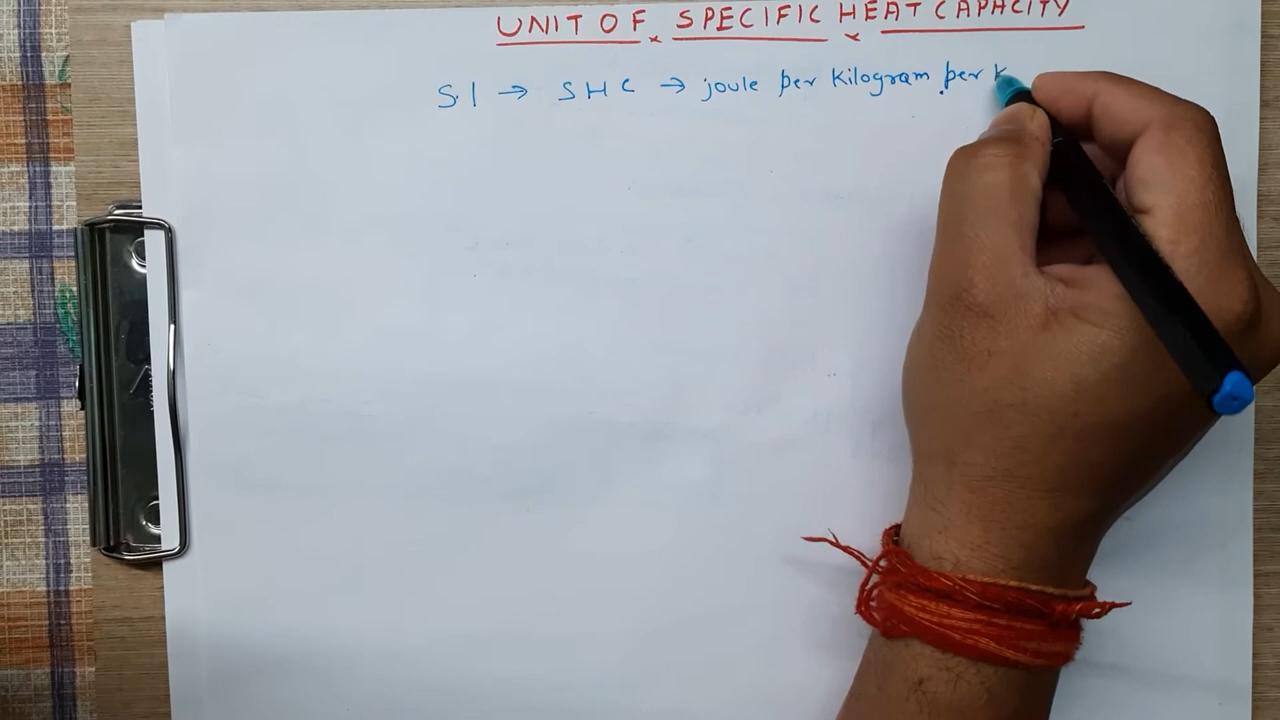 UNIT OF SPECIFIC HEAT CAPACITY
S.I → SHC → joule per kilogram per K